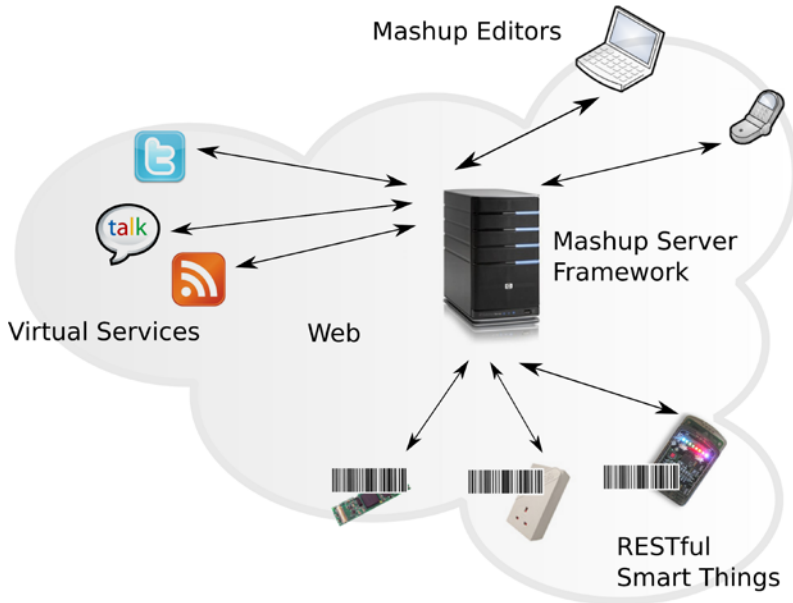 Mashup Editors
talk
Mashup Server
Framework
Virtual Services
Web
RESTful
Smart Things